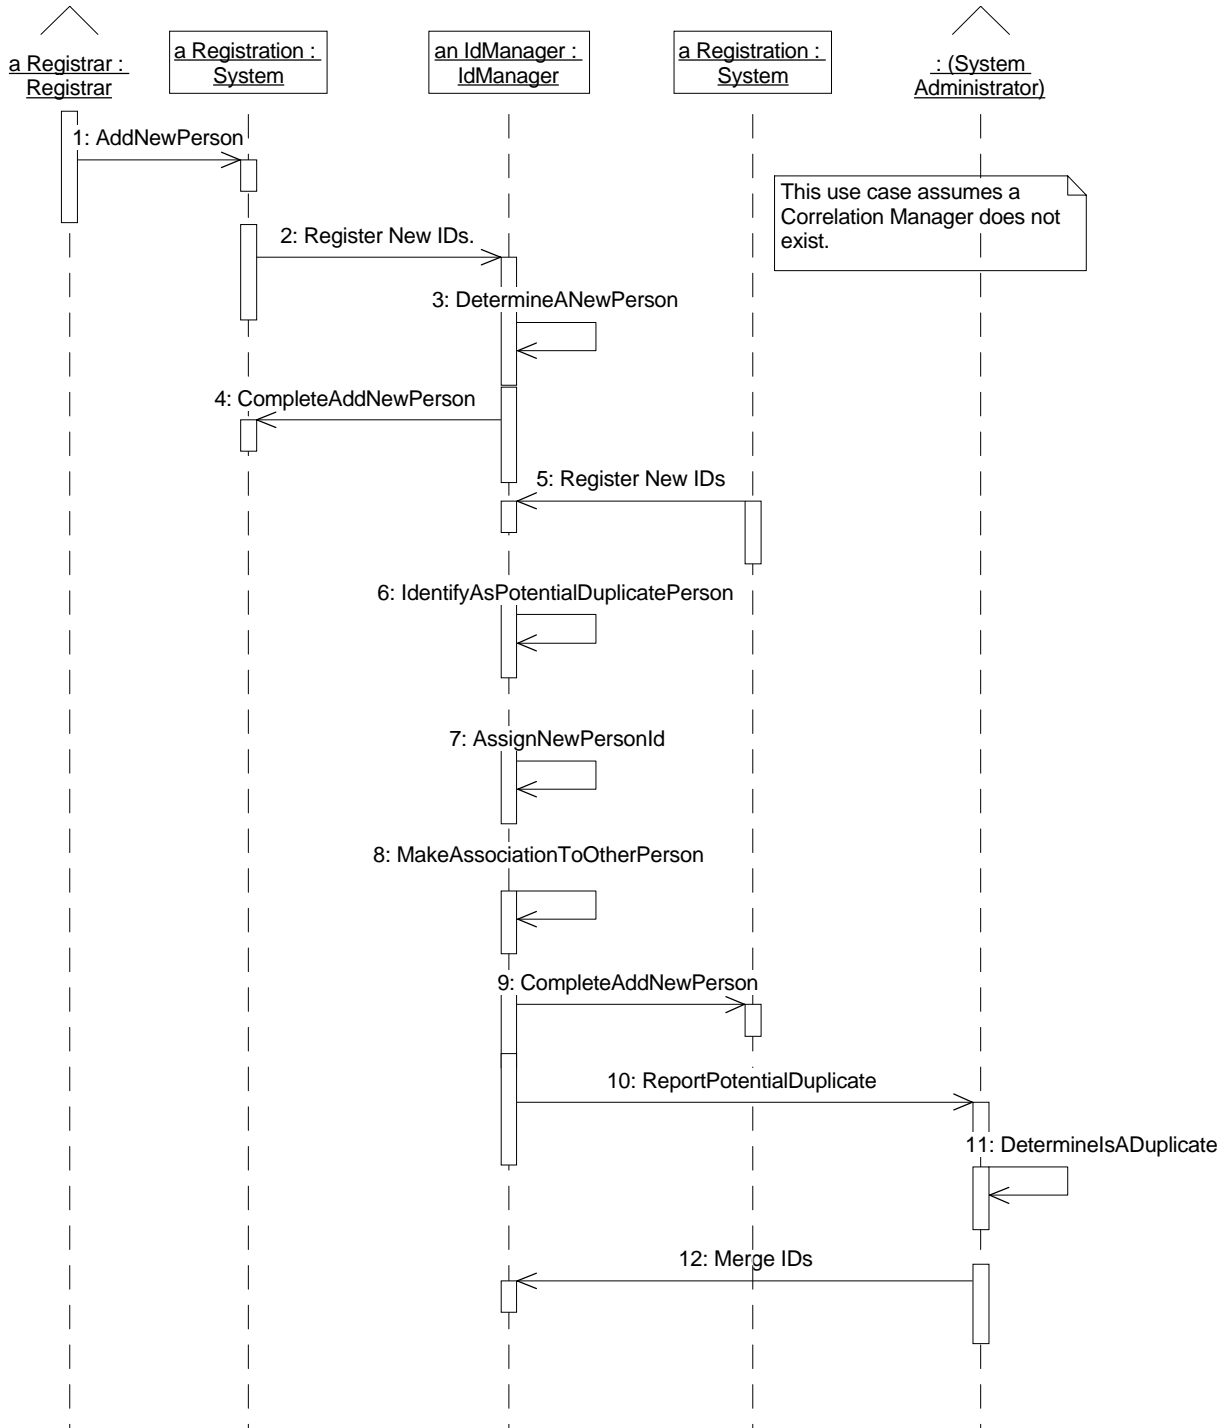 a Registrar :
Registrar
a Registration :
System
an IdManager :
IdManager
a Registration :
System
: (System
Administrator)
1: AddNewPerson
This use case assumes a
Correlation Manager does not
exist.
2: Register New IDs.
3: DetermineANewPerson
4: CompleteAddNewPerson
5: Register New IDs
6: IdentifyAsPotentialDuplicatePerson
7: AssignNewPersonId
8: MakeAssociationToOtherPerson
9: CompleteAddNewPerson
10: ReportPotentialDuplicate
11: DetermineIsADuplicate
12: Merge IDs